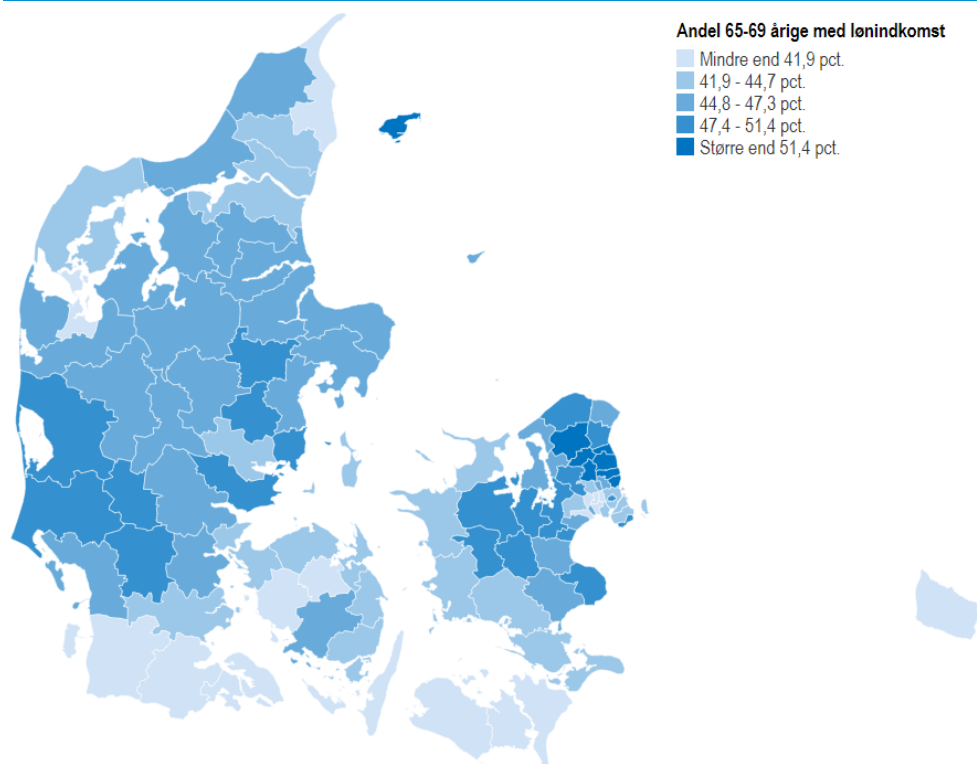 Andel 65-69 årige med lønindkomst
Mindre end 41,9 pct.
41,9 - 44,7 pct.
44,8 - 47,3 pct.
47,4 - 51,4 pct.
Større end 51,4 pct.